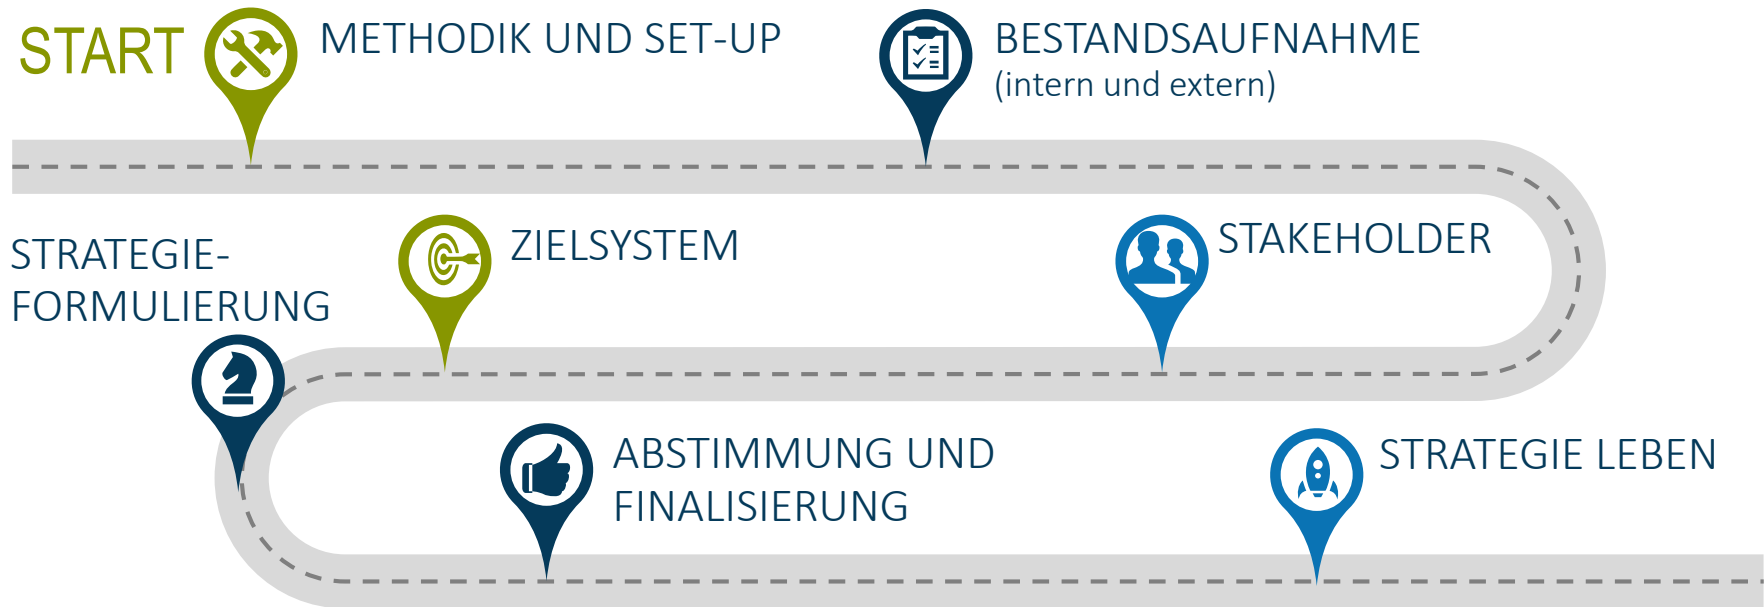 START
METHODIK UND SET-UP
BESTANDSAUFNAHME
(intern und extern)
STAKEHOLDER
ZIELSYSTEM
STRATEGIE-
FORMULIERUNG
ABSTIMMUNG UND
FINALISIERUNG
STRATEGIE LEBEN